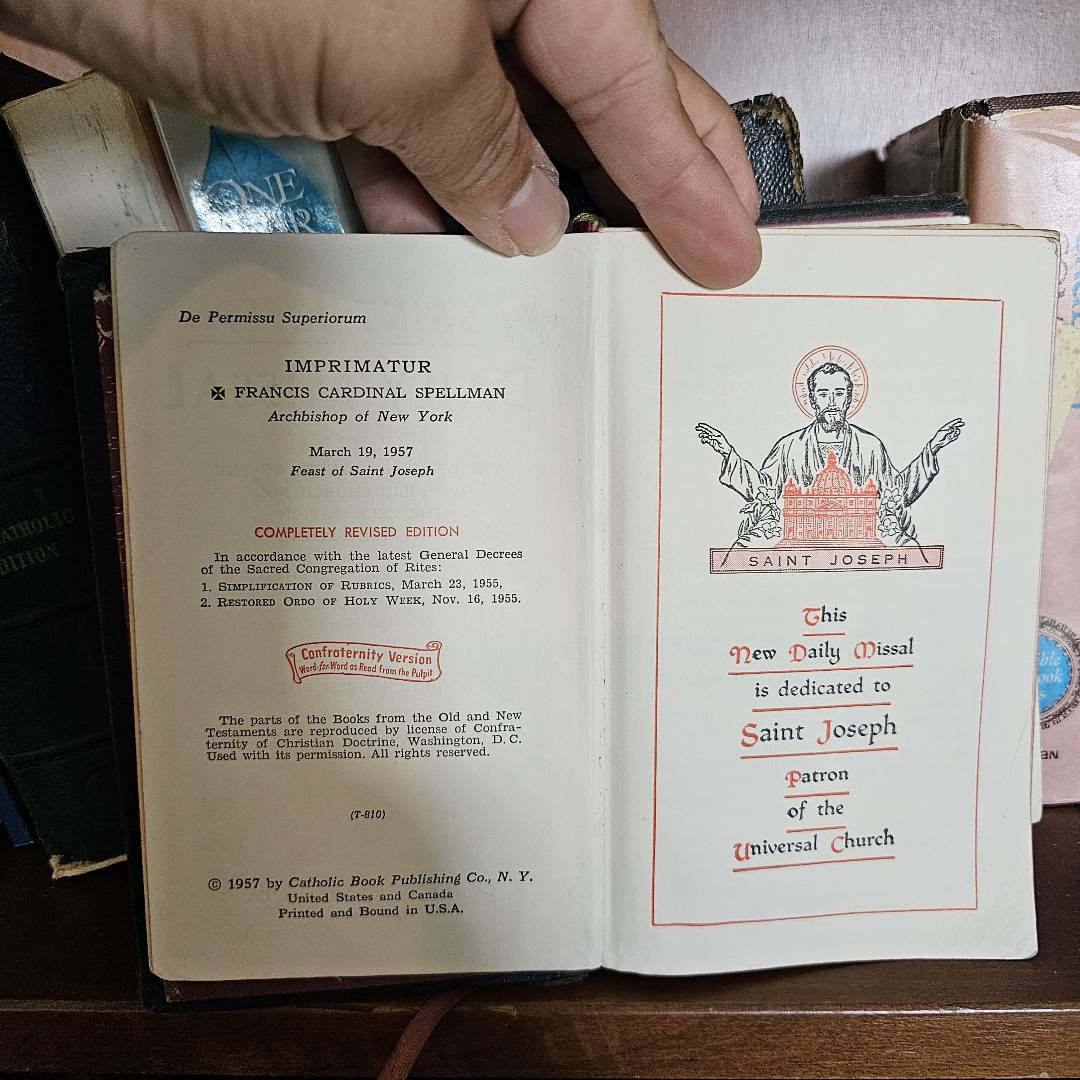 ONE
CATHOLIC
EDITION
De Permissu Superiorum
IMPRIMATUR
✠ FRANCIS CARDINAL SPELLMAN
Archbishop of New York
March 19, 1957
Feast of Saint Joseph
COMPLETELY REVISED EDITION
In accordance with the latest General Decrees
of the Sacred Congregation of Rites:
1. SIMPLIFICATION OF RUBRICS, March 23, 1955,
2. RESTORED ORDO OF HOLY WEEK, Nov. 16, 1955.
Confraternity Version
Word-for-Word as Read from the Pulpit
The parts of the Books from the Old and New
Testaments are reproduced by license of Confra-
ternity of Christian Doctrine, Washington, D. C.
Used with its permission. All rights reserved.
(T-810)
© 1957 by Catholic Book Publishing Co., N. Y.
United States and Canada
Printed and Bound in U.S.A.
SAINT JOSEPH
This
New Daily Missal
is dedicated to
Saint Joseph
Patron
of the
Universal Church